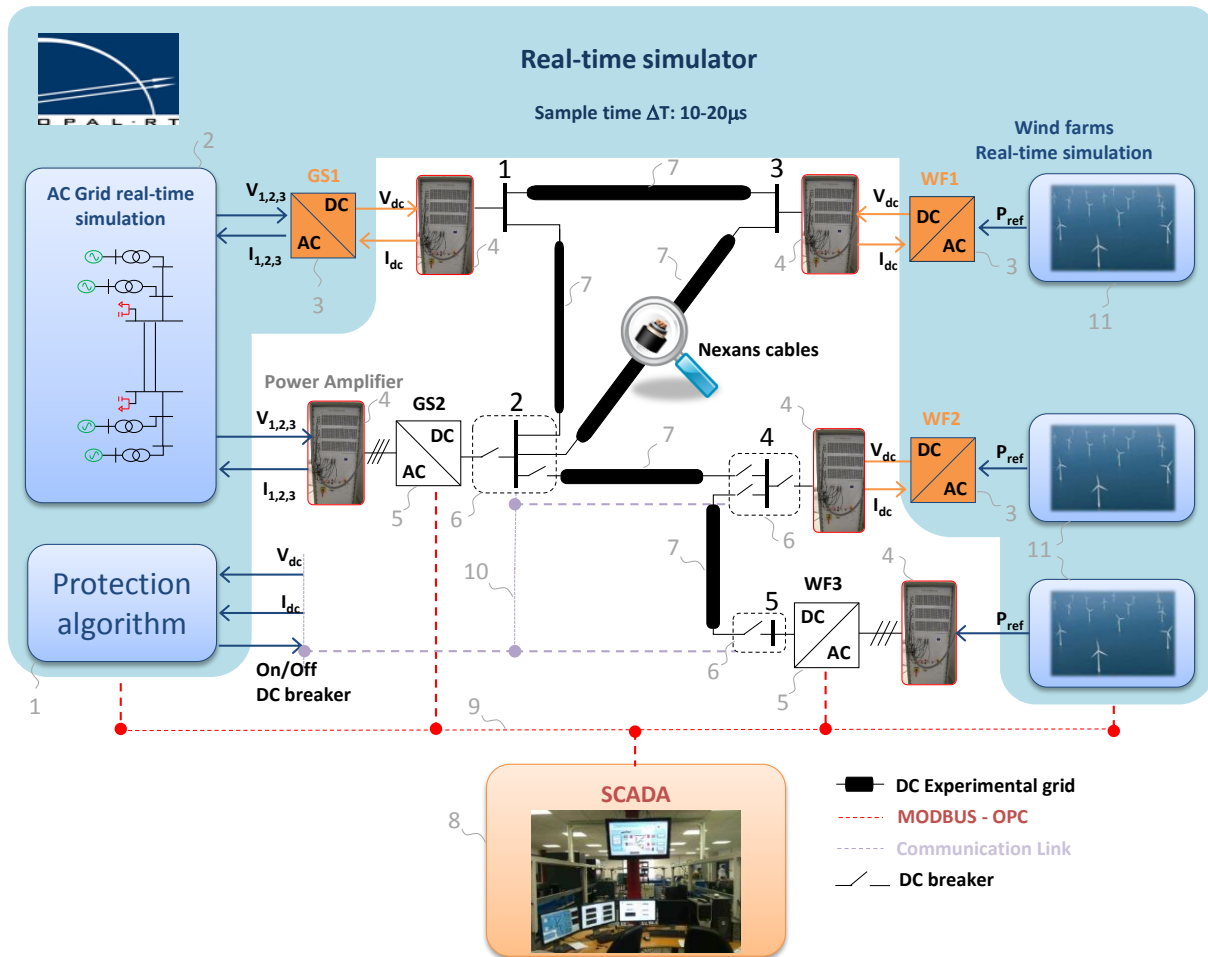 Real-time simulator
Sample time ΔT: 10-20μs
OPAL-RT
2
AC Grid real-time
simulation
V1,2,3
I1,2,3
GS1
DC
AC
3
Vdc
Idc
4
1
7
3
7
7
4
Vdc
Idc
WF1
DC
AC
3
Pref
Wind farms
Real-time simulation
11
Nexans cables
Power Amplifier
4
V1,2,3
I1,2,3
GS2
DC
AC
5
2
6
7
4
6
4
Vdc
Idc
WF2
DC
AC
3
Pref
11
7
10
Protection
algorithm
1
Vdc
Idc
On/Off
DC breaker
5
6
WF3
DC
AC
5
4
Pref
9
SCADA
8
DC Experimental grid
MODBUS - OPC
Communication Link
DC breaker